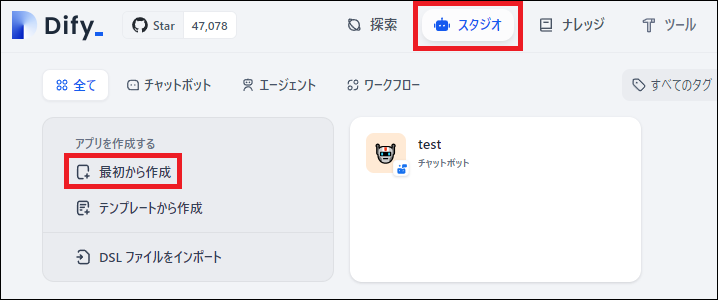 Dify_ Star 47,078 探索 スタジオ ナレッジ ツール
全て チャットボット エージェント ワークフロー すべてのタグ
アプリを作成する
最初から作成
テンプレートから作成
DSL ファイルをインポート
test
チャットボット